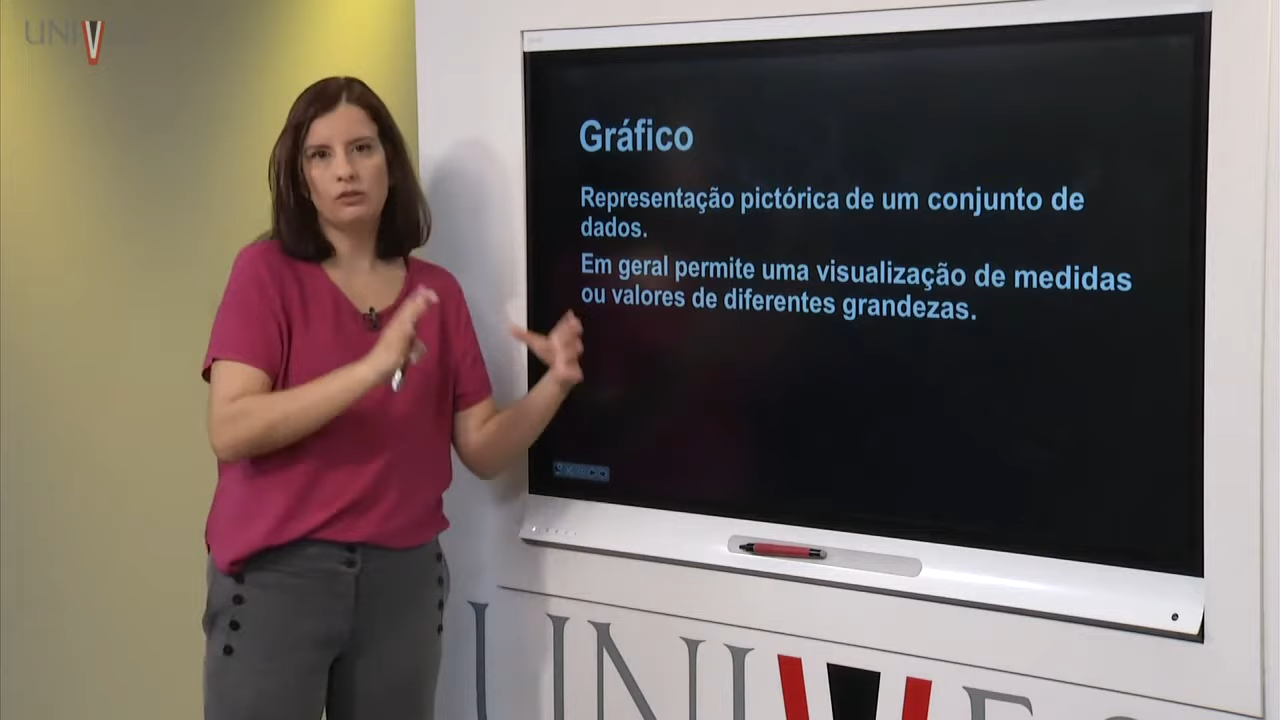 UNIV
Gráfico
Representação pictórica de um conjunto de
dados.
Em geral permite uma visualização de medidas
ou valores de diferentes grandezas.
UNIVES